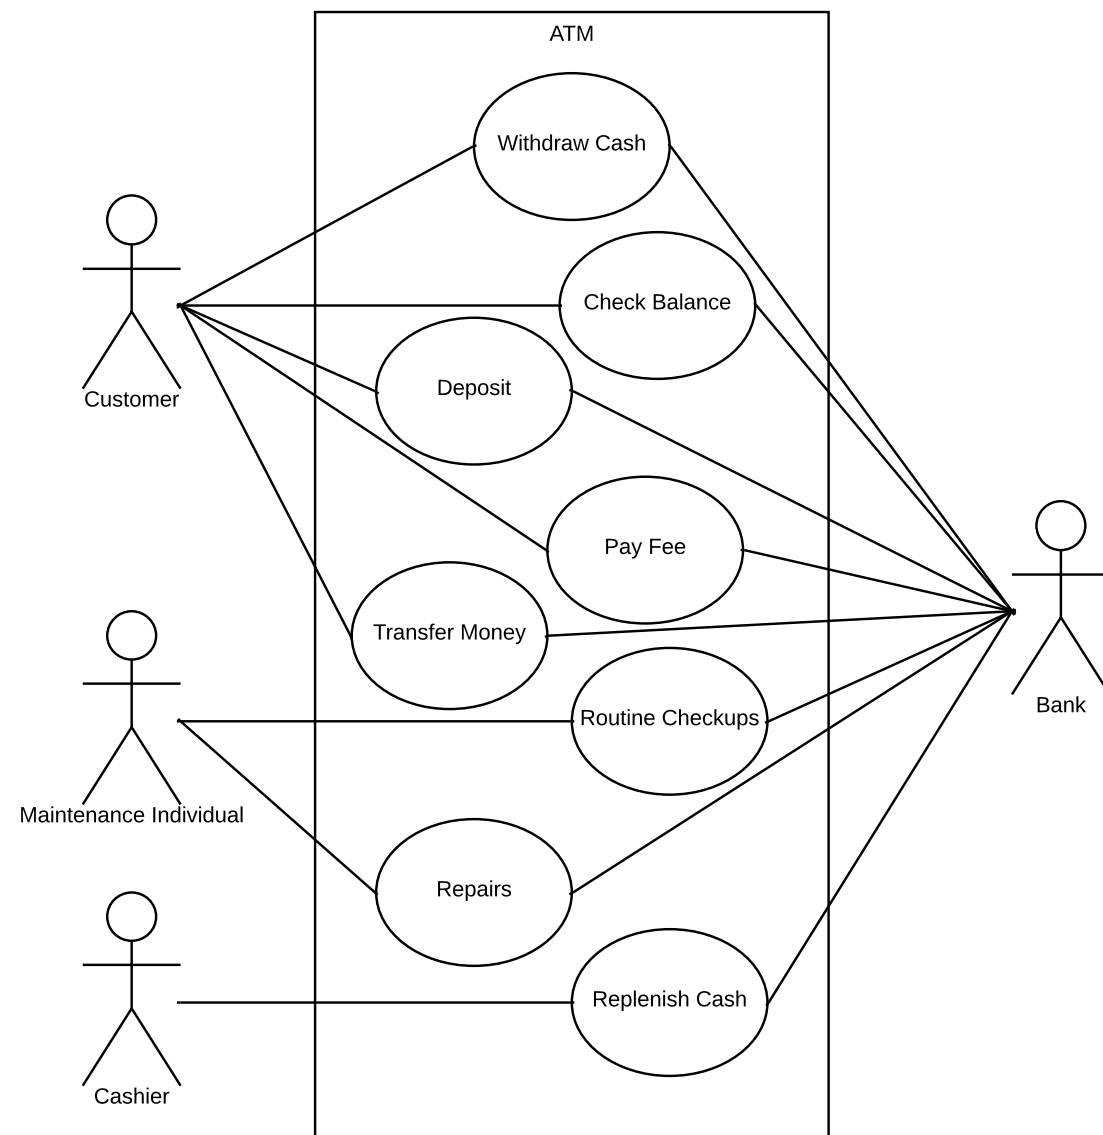 ATM
Withdraw Cash
Check Balance
Deposit
Customer
Pay Fee
Transfer Money
Bank
Routine Checkups
Maintenance Individual
Repairs
Replenish Cash
Cashier